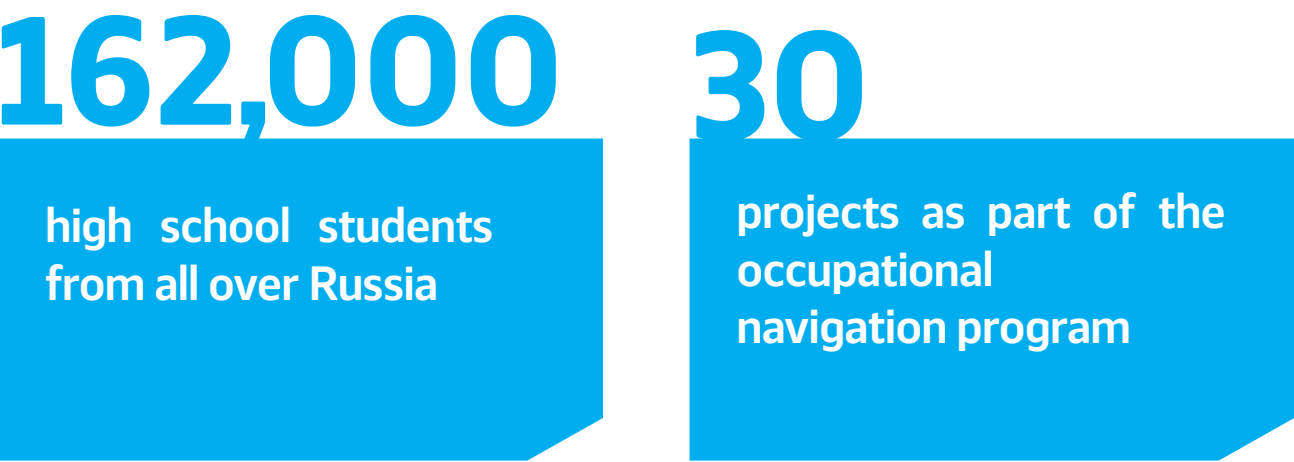 162,000
high school students
from all over Russia
30
projects as part of the
occupational
navigation program